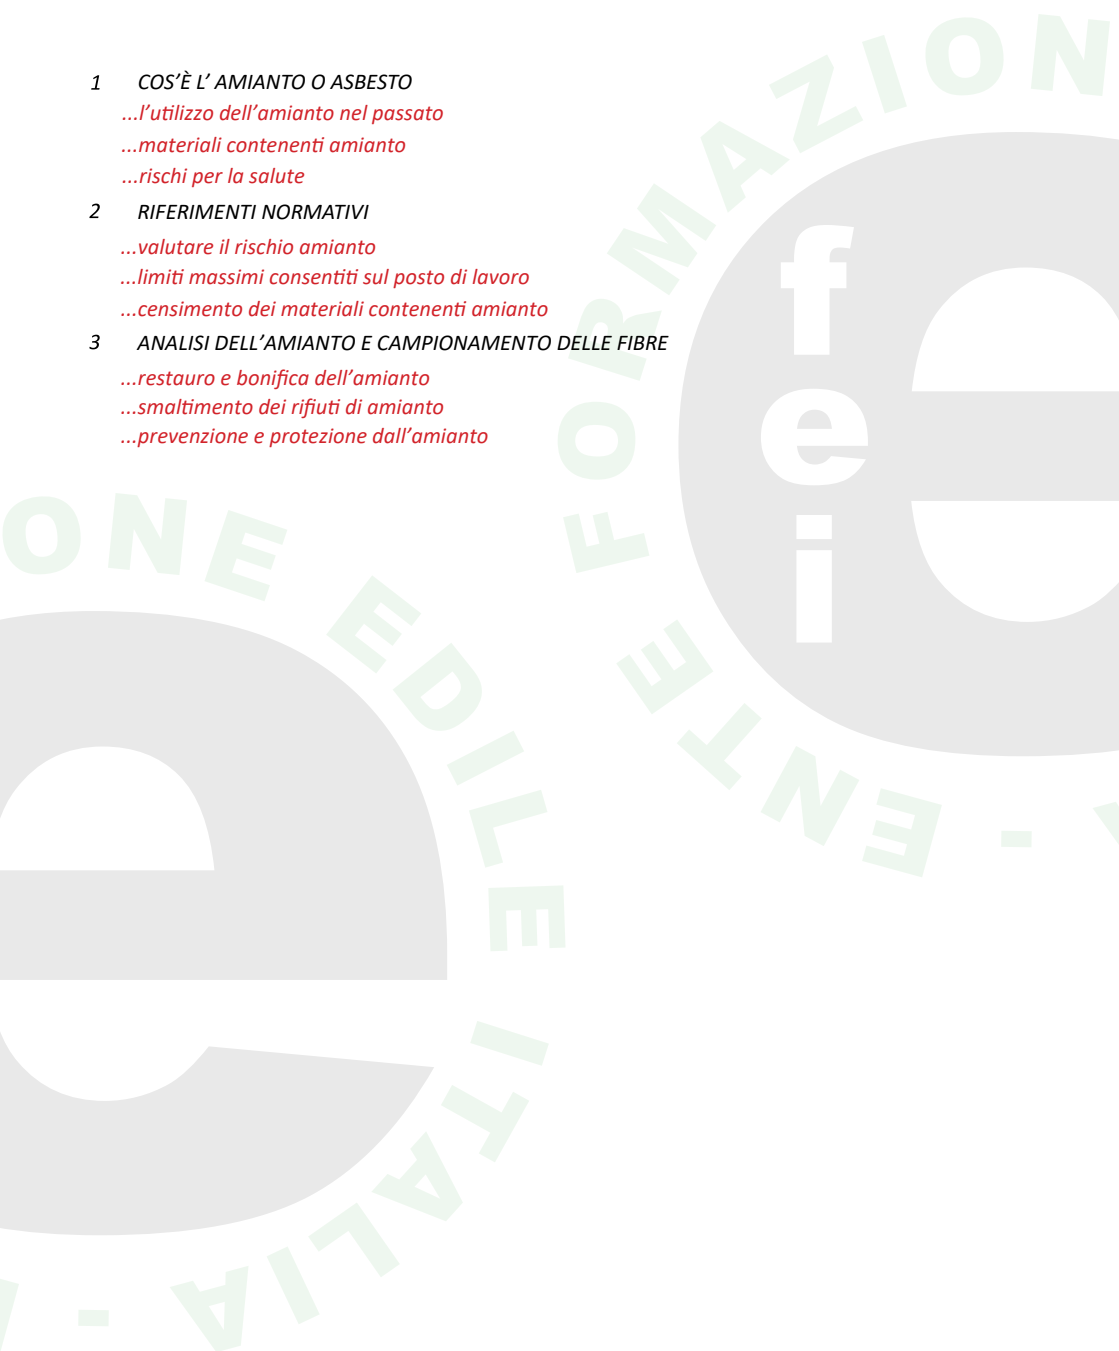 1 COS’È L’ AMIANTO O ASBESTO
...l’utilizzo dell’amianto nel passato
...materiali contenenti amianto
...rischi per la salute
2 RIFERIMENTI NORMATIVI
...valutare il rischio amianto
...limiti massimi consentiti sul posto di lavoro
...censimento dei materiali contenenti amianto
3 ANALISI DELL’AMIANTO E CAMPIONAMENTO DELLE FIBRE
...restauro e bonifica dell’amianto
...smaltimento dei rifiuti di amianto
...prevenzione e protezione dall’amianto
A - ENTE FORMAZION
e
f
e
i
ONE EDILE ITALIA -
e